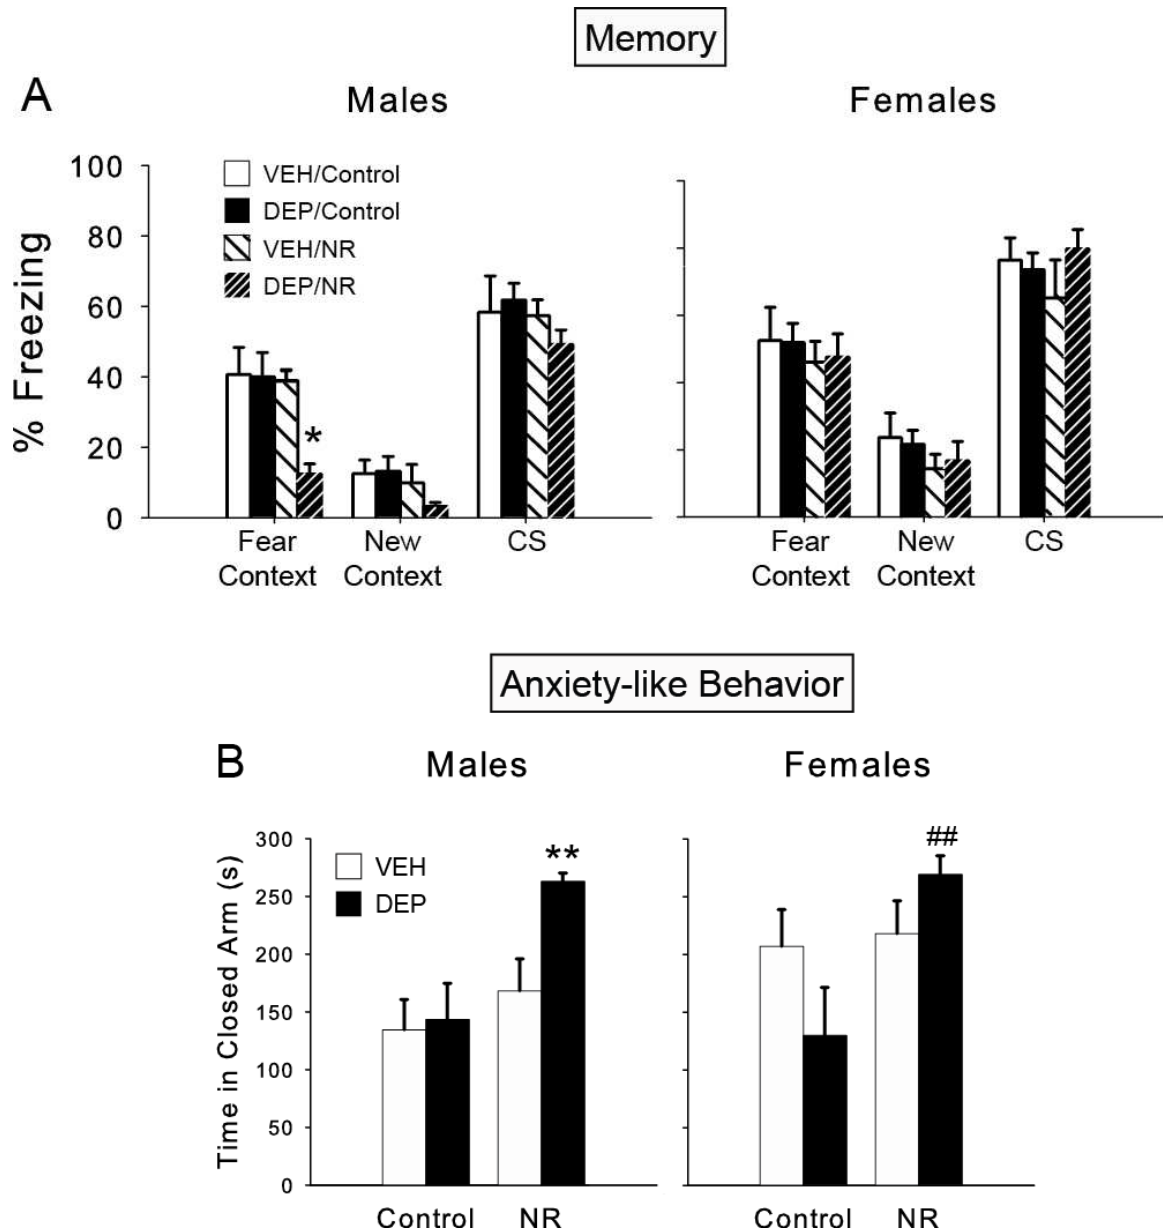 Memory
A
Males
Females
% Freezing
100
80
60
40
20
0
VEH/Control
DEP/Control
VEH/NR
DEP/NR
*
Fear
Context
New
Context
CS
Fear
Context
New
Context
CS
Anxiety-like Behavior
B
Males
Females
Time in Closed Arm (s)
300
250
200
150
100
50
0
VEH
DEP
**
##
Control
NR
Control
NR